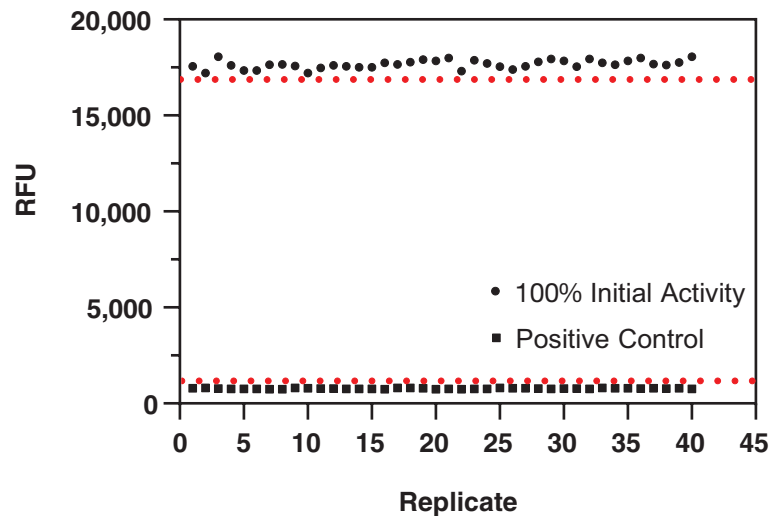 20,000
15,000
10,000
5,000
0
RFU
100% Initial Activity
Positive Control
0 5 10 15 20 25 30 35 40 45
Replicate